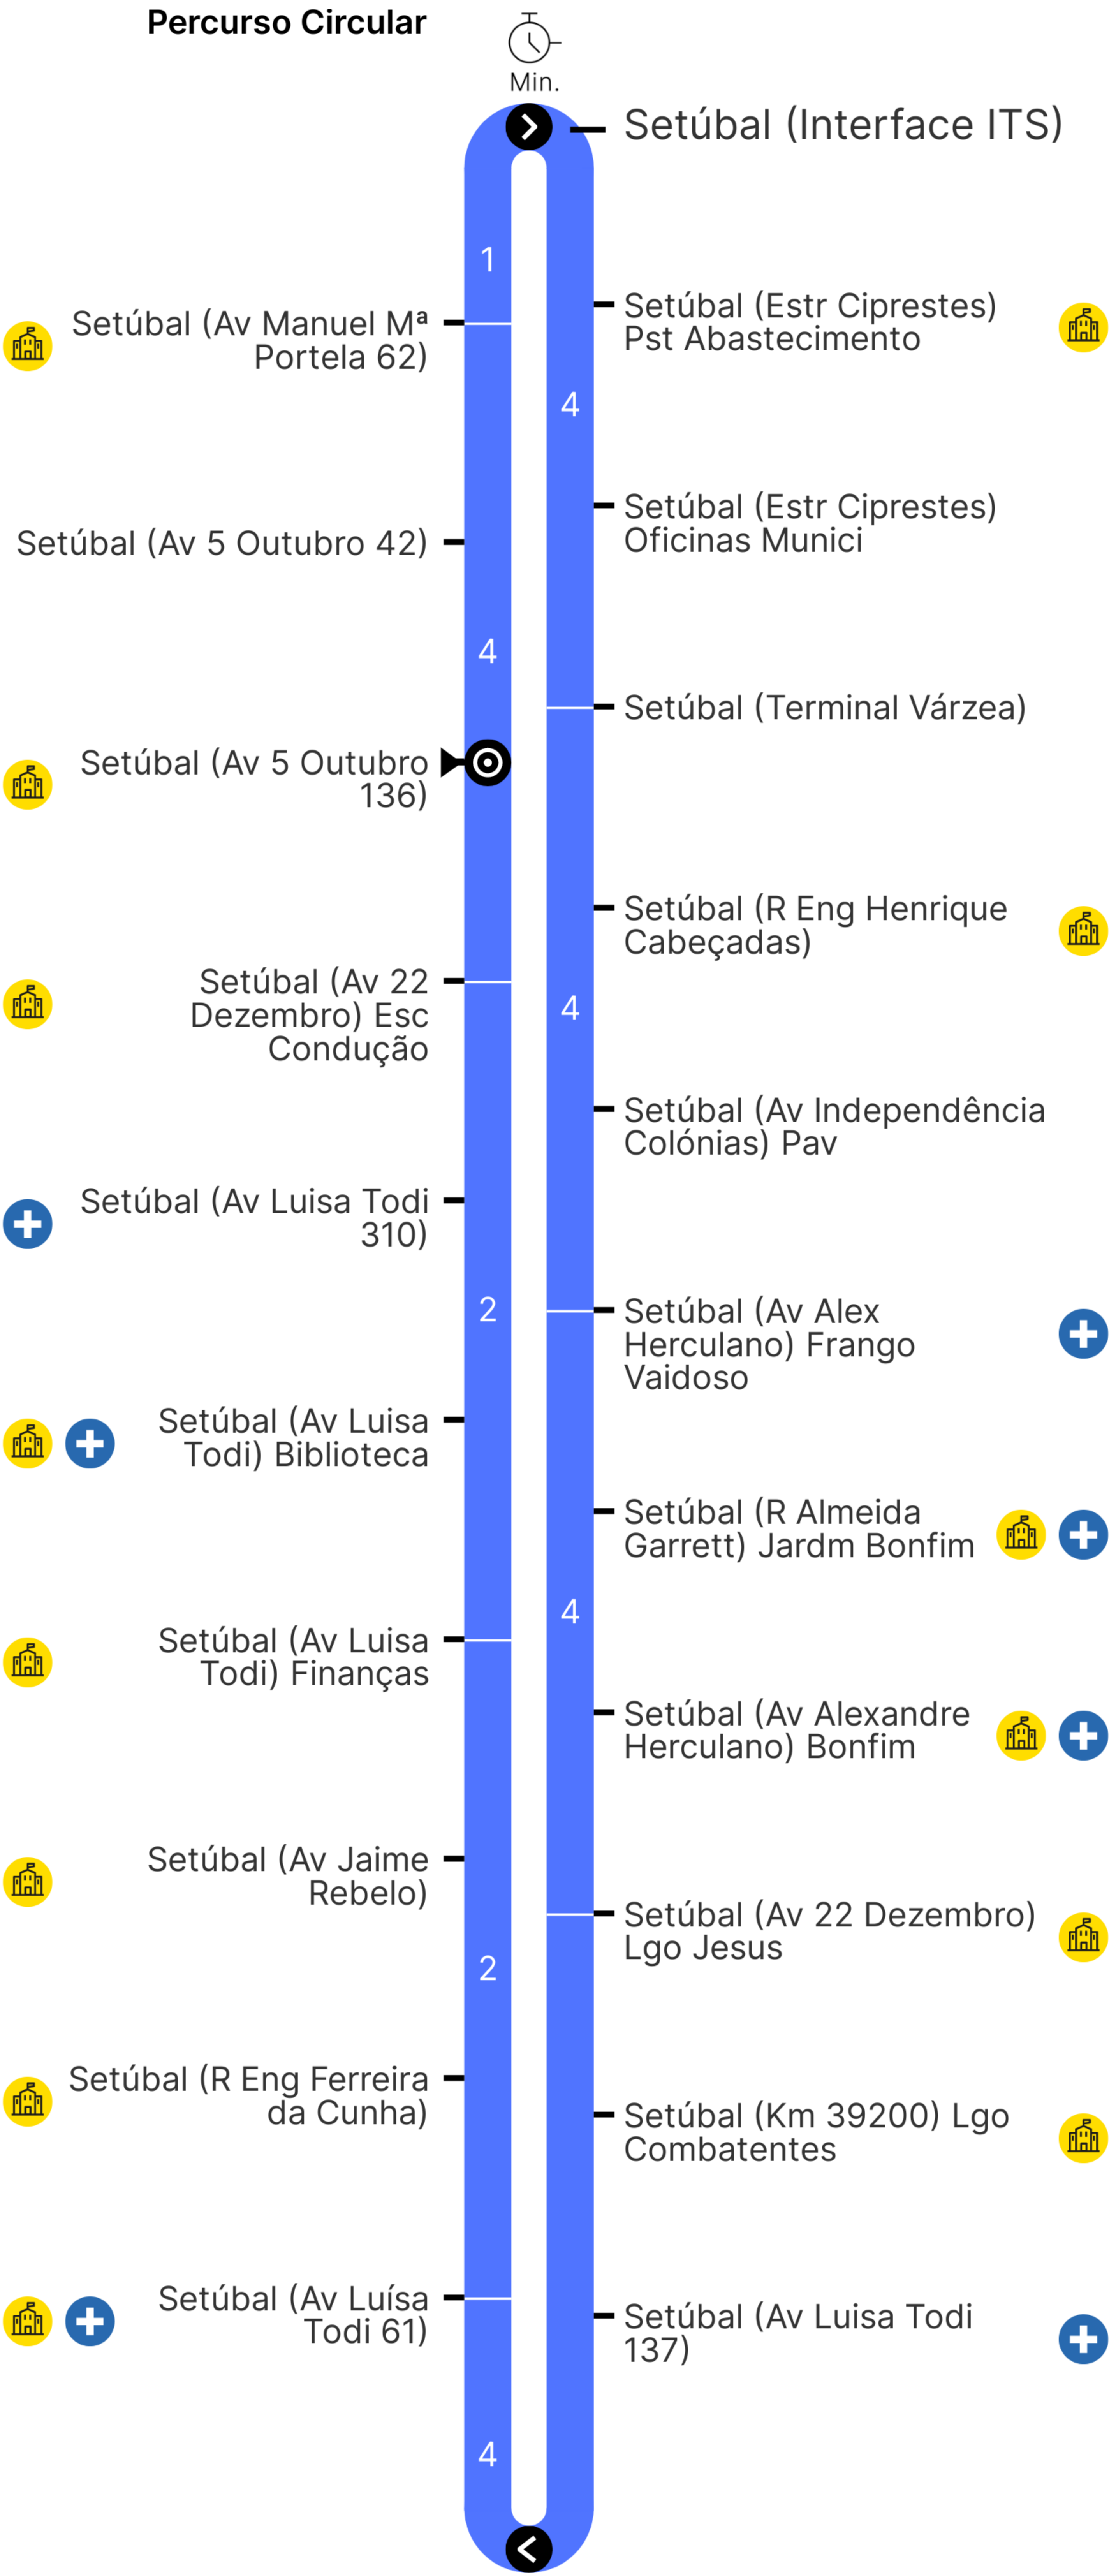 Percurso Circular
Min.
Setúbal (Interface ITS)
1
Setúbal (Estr Ciprestes)
Pst Abastecimento
Setúbal (Av Manuel Mª
Portela 62)
4
Setúbal (Estr Ciprestes)
Oficinas Munici
Setúbal (Av 5 Outubro 42)
4
Setúbal (Terminal Várzea)
Setúbal (Av 5 Outubro
136)
Setúbal (R Eng Henrique
Cabeçadas)
Setúbal (Av 22
Dezembro) Esc
Condução
4
Setúbal (Av Independência
Colónias) Pav
Setúbal (Av Luisa Todi
310)
2
Setúbal (Av Alex
Herculano) Frango
Vaidoso
Setúbal (Av Luisa
Todi) Biblioteca
Setúbal (R Almeida
Garrett) Jardm Bonfim
4
Setúbal (Av Luisa
Todi) Finanças
Setúbal (Av Alexandre
Herculano) Bonfim
Setúbal (Av Jaime
Rebelo)
Setúbal (Av 22 Dezembro)
Lgo Jesus
2
Setúbal (R Eng Ferreira
da Cunha)
Setúbal (Km 39200) Lgo
Combatentes
Setúbal (Av Luísa
Todi 61)
Setúbal (Av Luisa Todi
137)
4